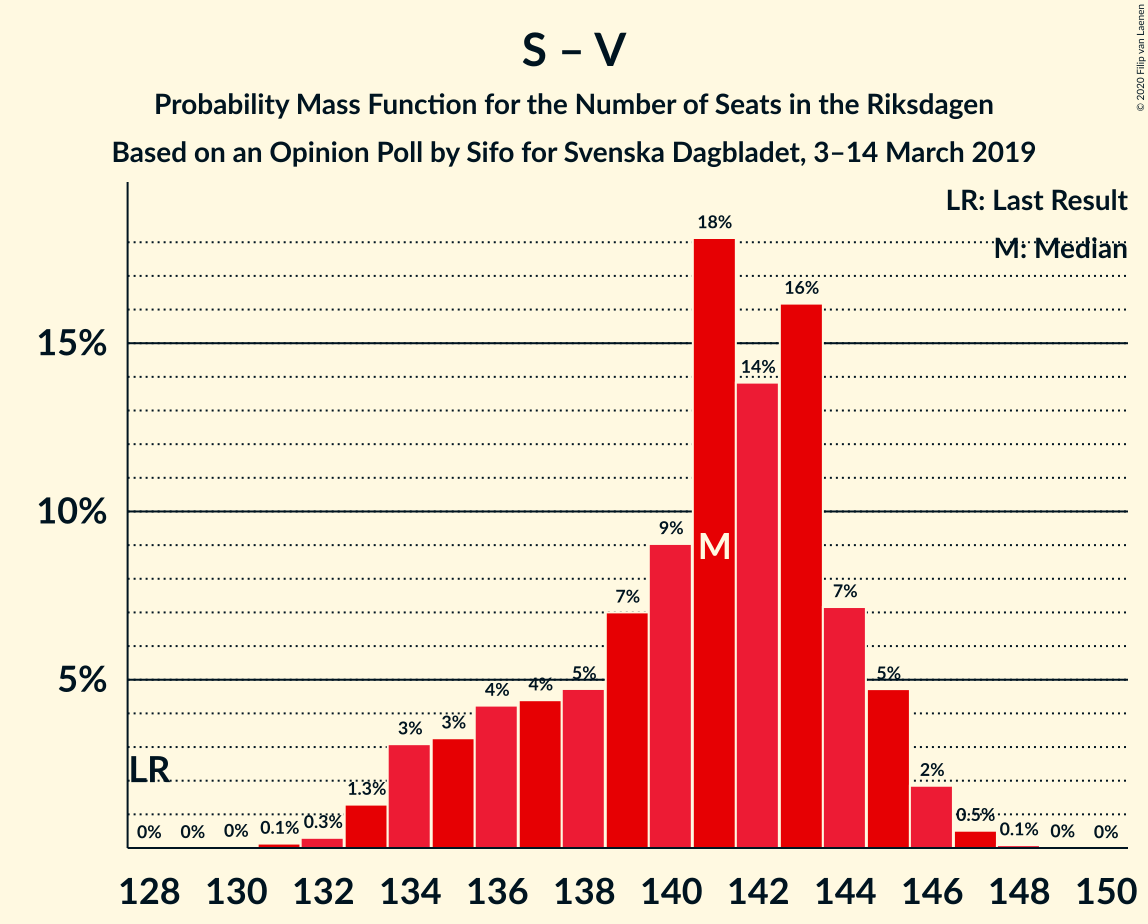 S – V
Probability Mass Function for the Number of Seats in the Riksdagen
Based on an Opinion Poll by Sifo for Svenska Dagbladet, 3–14 March 2019
© 2020 Filip van Laenen
LR: Last Result
M: Median
15%
10%
5%
0% 0% 0% 0.1% 0.3% 1.3% 3% 3% 4% 4% 5% 7% 9% 18% 14% 16% 7% 5% 2% 0.5% 0.1% 0% 0%
LR
M
128 130 132 134 136 138 140 142 144 146 148 150